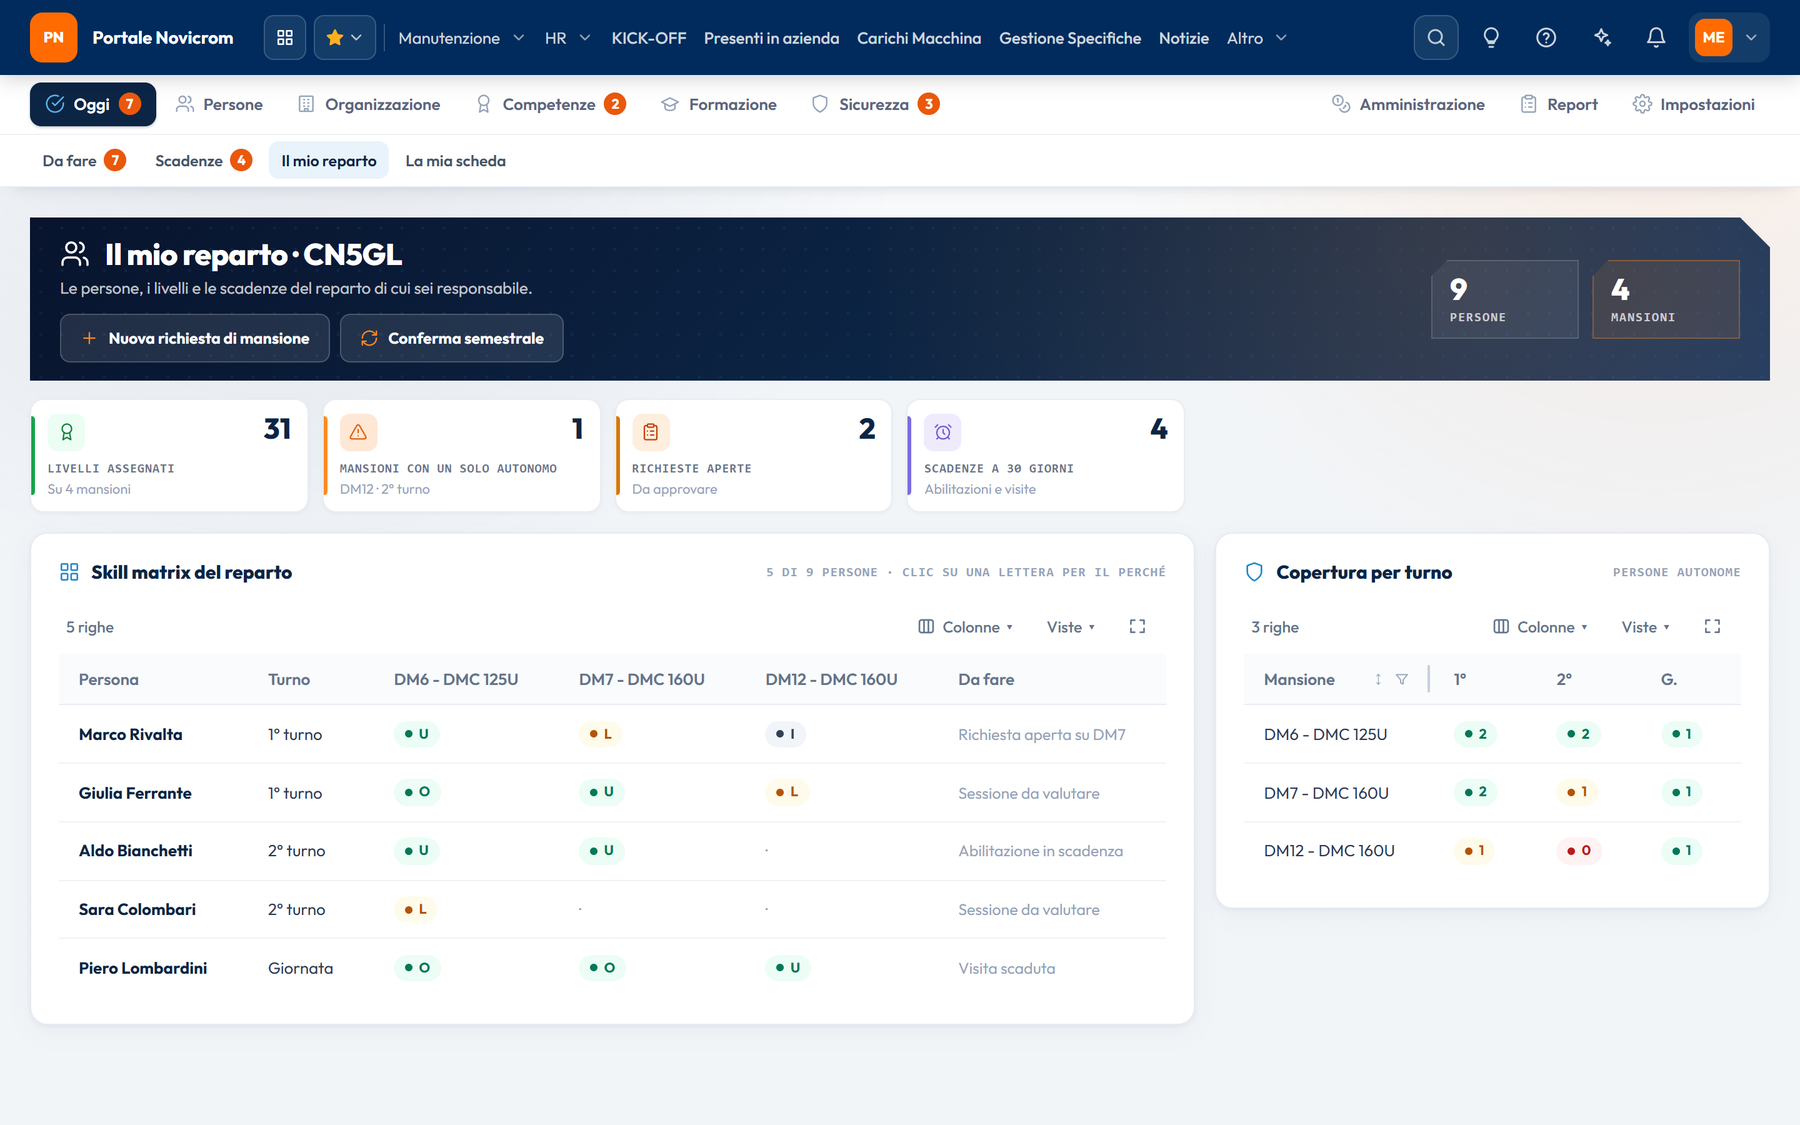 PN Portale Novicrom Manutenzione HR KICK-OFF Presenti in azienda Carichi Macchina Gestione Specifiche Notizie Altro ME
Oggi 7 Persone Organizzazione Competenze 2 Formazione Sicurezza 3 Amministrazione Report Impostazioni
Da fare 7 Scadenze 4 Il mio reparto La mia scheda
Il mio reparto · CN5GL
Le persone, i livelli e le scadenze del reparto di cui sei responsabile.
Nuova richiesta di mansione Conferma semestrale
9
PERSONE
4
MANSIONI
31
LIVELLI ASSEGNATI
Su 4 mansioni
1
MANSIONI CON UN SOLO AUTONOMO
DM12 · 2° turno
2
RICHIESTE APERTE
Da approvare
4
SCADENZE A 30 GIORNI
Abilitazioni e visite
Skill matrix del reparto 5 DI 9 PERSONE · CLIC SU UNA LETTERA PER IL PERCHÉ
5 righe Colonne Viste
Persona Turno DM6 - DMC 125U DM7 - DMC 160U DM12 - DMC 160U Da fare
Marco Rivalta 1° turno U L I Richiesta aperta su DM7
Giulia Ferrante 1° turno O U L Sessione da valutare
Aldo Bianchetti 2° turno U U · Abilitazione in scadenza
Sara Colombari 2° turno L · · Sessione da valutare
Piero Lombardini Giornata O O U Visita scaduta
Copertura per turno PERSONE AUTONOME
3 righe Colonne Viste
Mansione 1° 2° G.
DM6 - DMC 125U 2 2 1
DM7 - DMC 160U 2 1 1
DM12 - DMC 160U 1 0 1